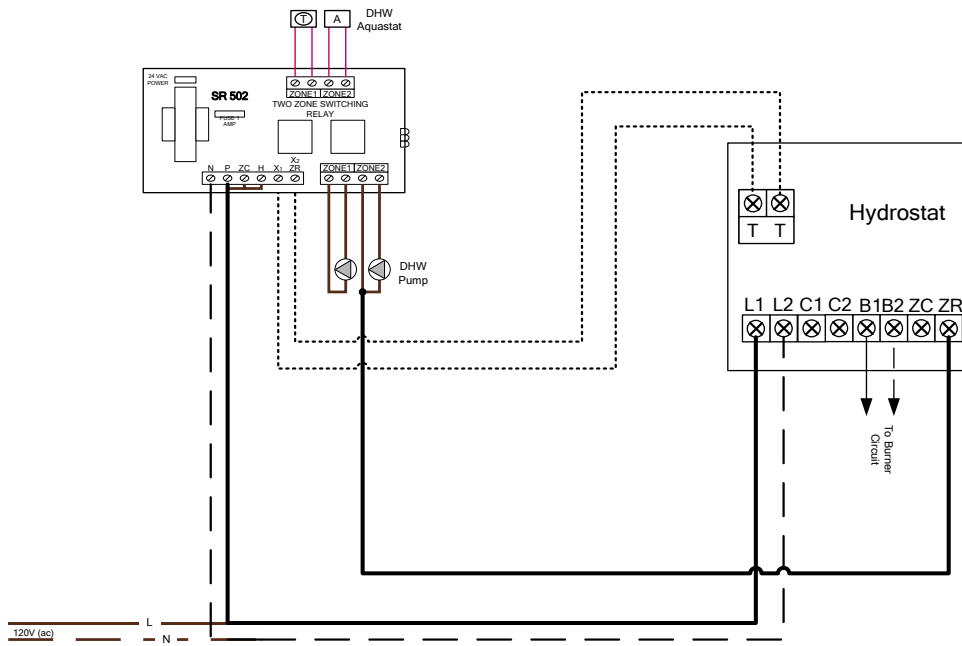 DHW
Aquastat
T
A
24 VAC
POWER
SR 502
FUSE 1
AMP
ZONE1 ZONE2
TWO ZONE SWITCHING
RELAY
N P ZC H X1 X2 ZR
ZONE1 ZONE2
DHW
Pump
T T
Hydrostat
L1 L2 C1 C2 B1 B2 ZC ZR
To Burner
Circuit
L
120V (ac)
N